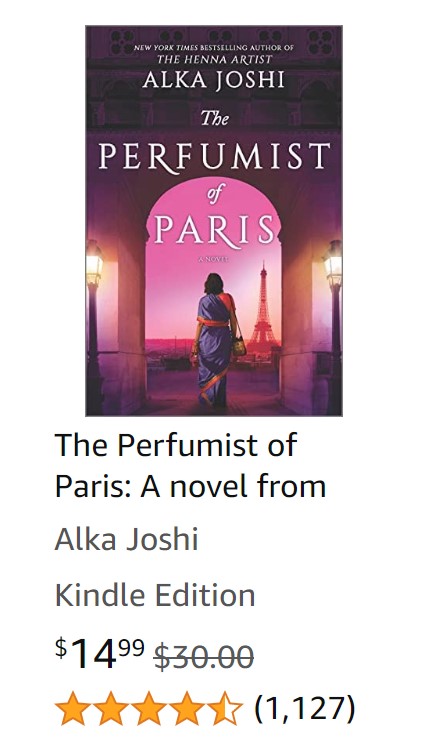 NEW YORK TIMES BESTSELLING AUTHOR OF
THE HENNA ARTIST
ALKA JOSHI
The
PERFUMIST
of
PARIS
A NOVEL
The Perfumist of
Paris: A novel from
Alka Joshi
Kindle Edition
$14.99 $30.00
(1,127)